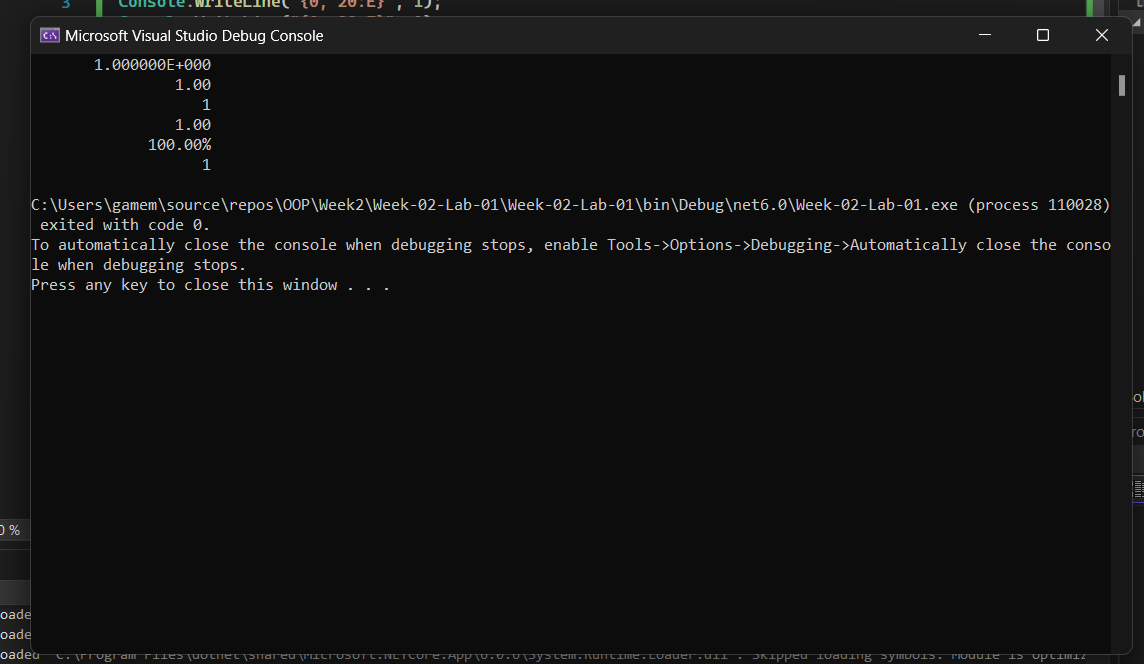 3 Console.WriteLine("{0, 20:E}", 1);
Microsoft Visual Studio Debug Console
1.000000E+000
1.00
1
1.00
100.00%
1
C:\Users\gamem\source\repos\OOP\Week2\Week-02-Lab-01\Week-02-Lab-01\bin\Debug\net6.0\Week-02-Lab-01.exe (process 110028)
exited with code 0.
To automatically close the console when debugging stops, enable Tools->Options->Debugging->Automatically close the conso
le when debugging stops.
Press any key to close this window . . .
0 %
oade
oade
oaded 'C:\Program Files\dotnet\shared\Microsoft.NETCore.App\6.0.0\System.Runtime.Loader.dll'. Skipped loading symbols. Module is optimiz